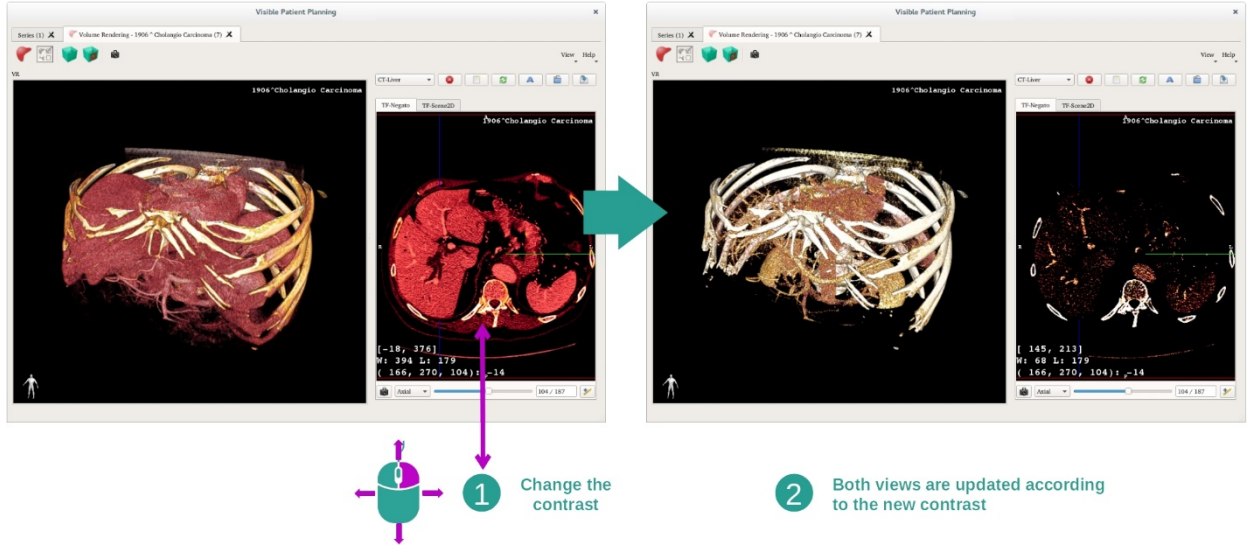 Visible Patient Planning ×
Series (1) ✗ Volume Rendering - 1906 ^ Cholangio Carcinoma (7) ✗
View Help
VR
1906^Cholangio Carcinoma
CT-Liver
TF-Negato TF-Scene2D
1906^Cholangio Carcinoma
[-18, 376]
W: 394 L: 179
( 166, 270, 104): -14
Axial 104 / 187
Visible Patient Planning ×
Series (1) ✗ Volume Rendering - 1906 ^ Cholangio Carcinoma (7) ✗
View Help
VR
1906^Cholangio Carcinoma
CT-Liver
TF-Negato TF-Scene2D
1906^Cholangio Carcinoma
[ 145, 213]
W: 68 L: 179
( 166, 270, 104): -14
Axial 104 / 187
1 Change the
contrast
2 Both views are updated according
to the new contrast